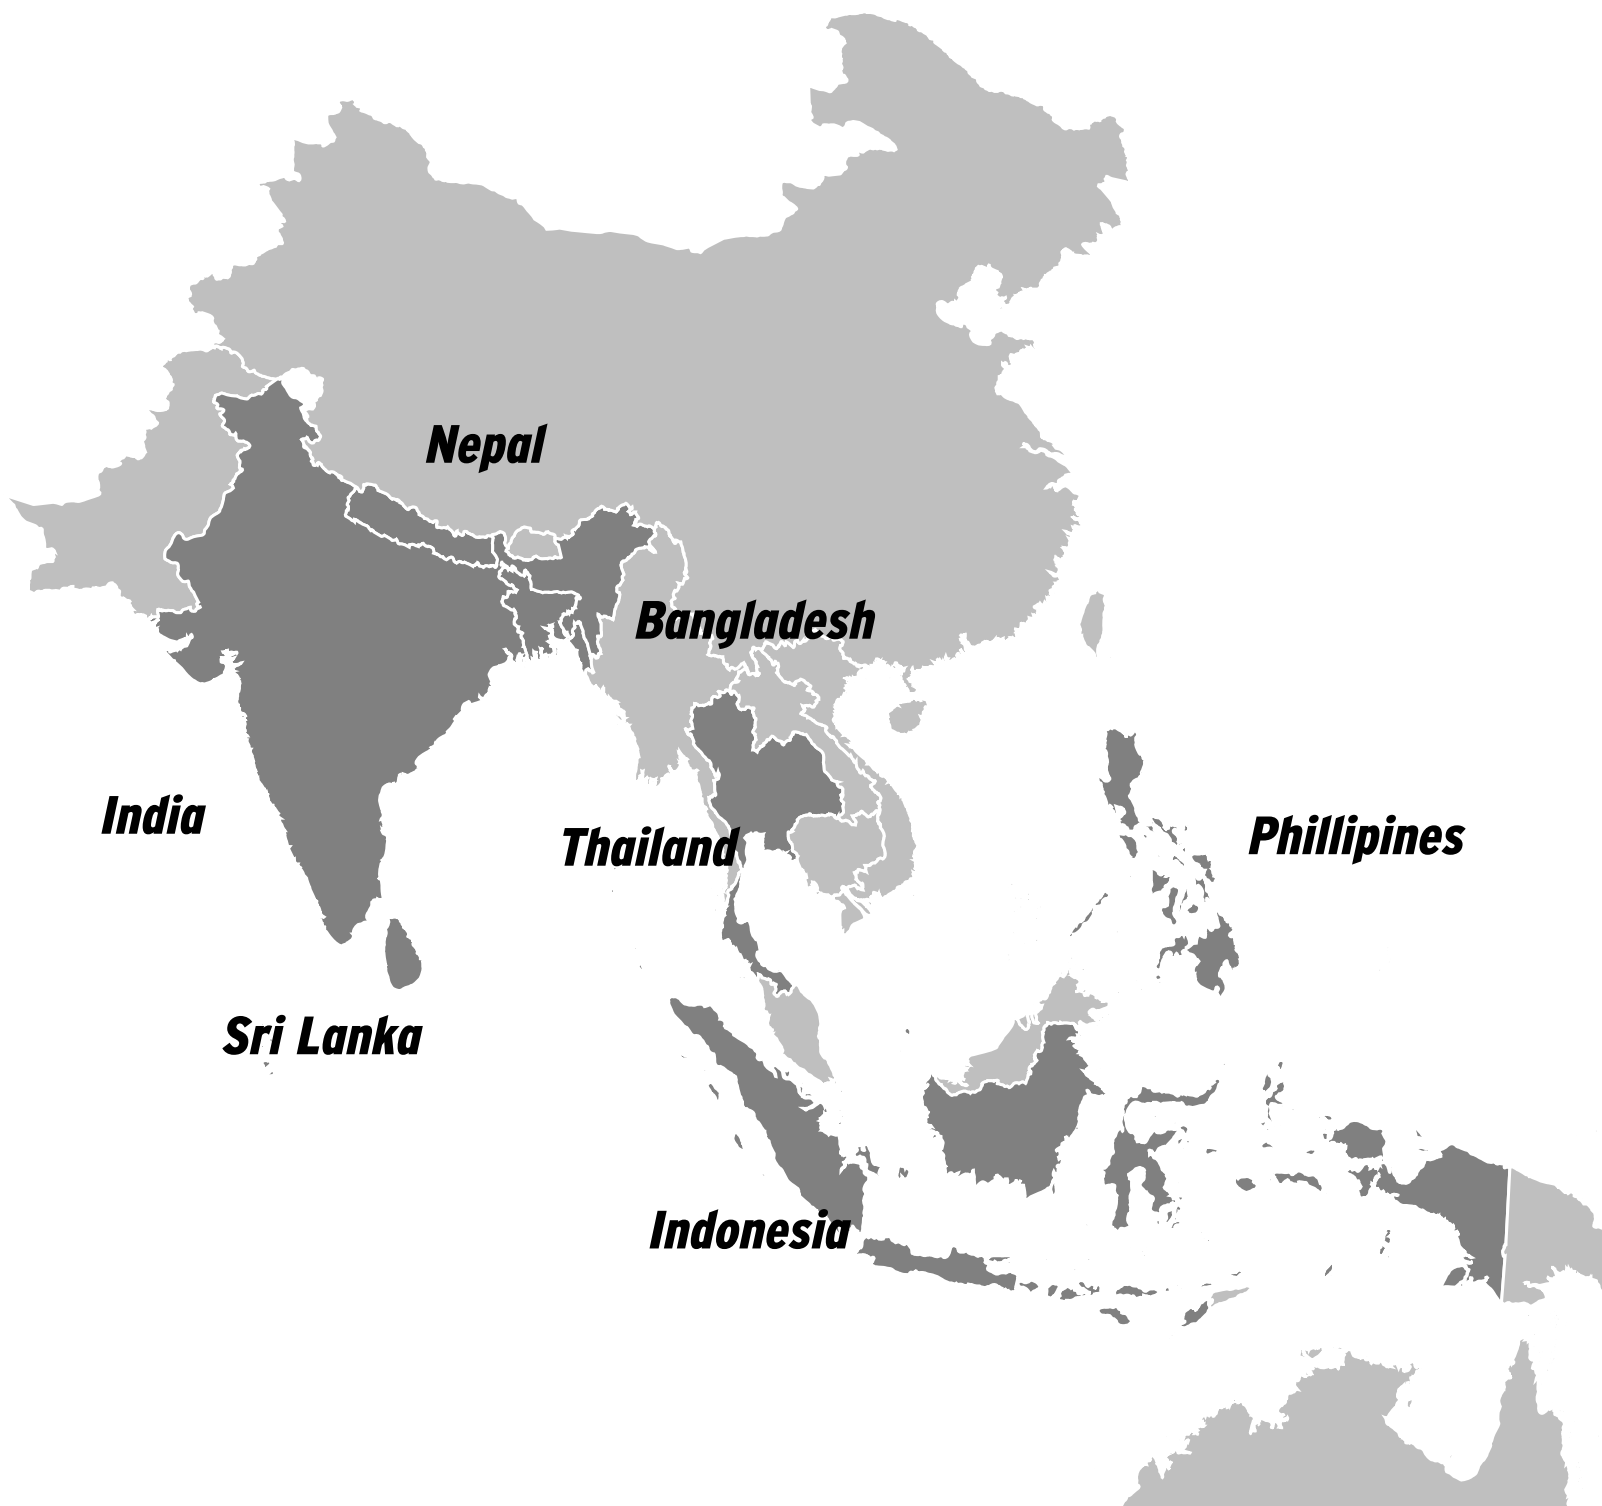 Nepal
Bangladesh
India
Thailand
Phillipines
Sri Lanka
Indonesia